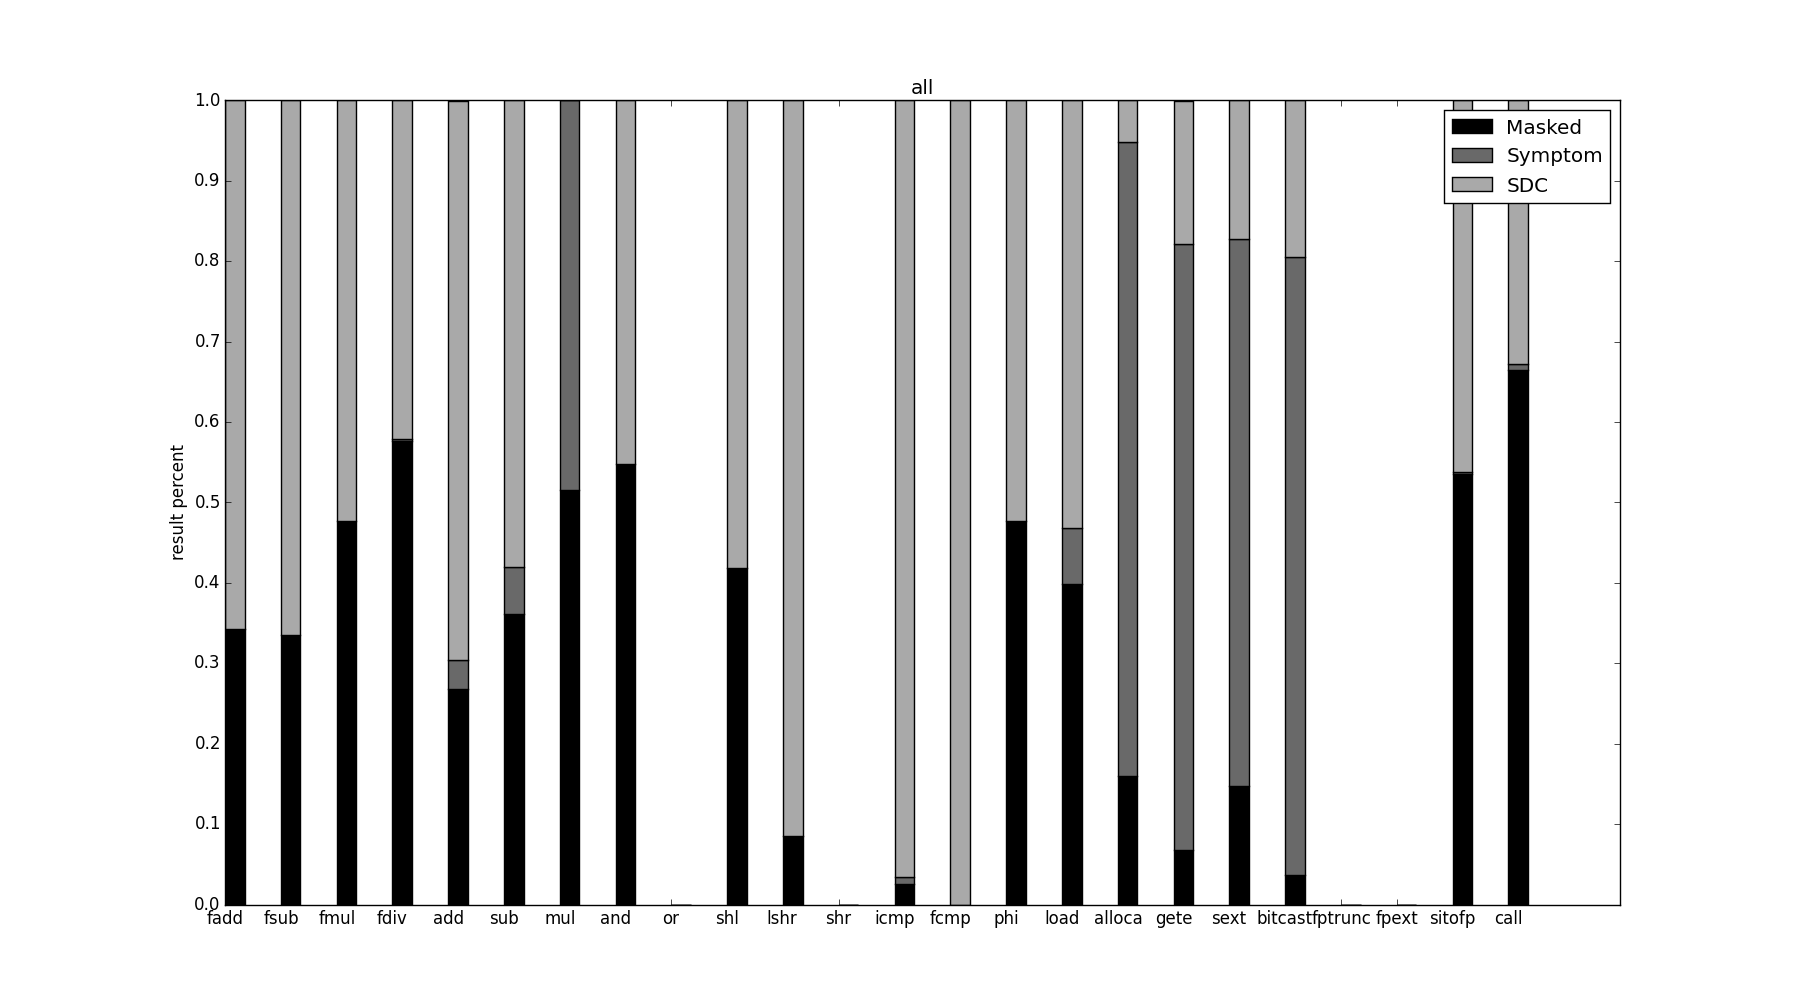 all
1.0
0.9
0.8
0.7
0.6
0.5
0.4
0.3
0.2
0.1
0.0
result percent
Masked
Symptom
SDC
fadd fsub fmul fdiv add sub mul and or shl lshr shr icmp fcmp phi load alloca gete sext bitcast fptrunc fpext sitofp call